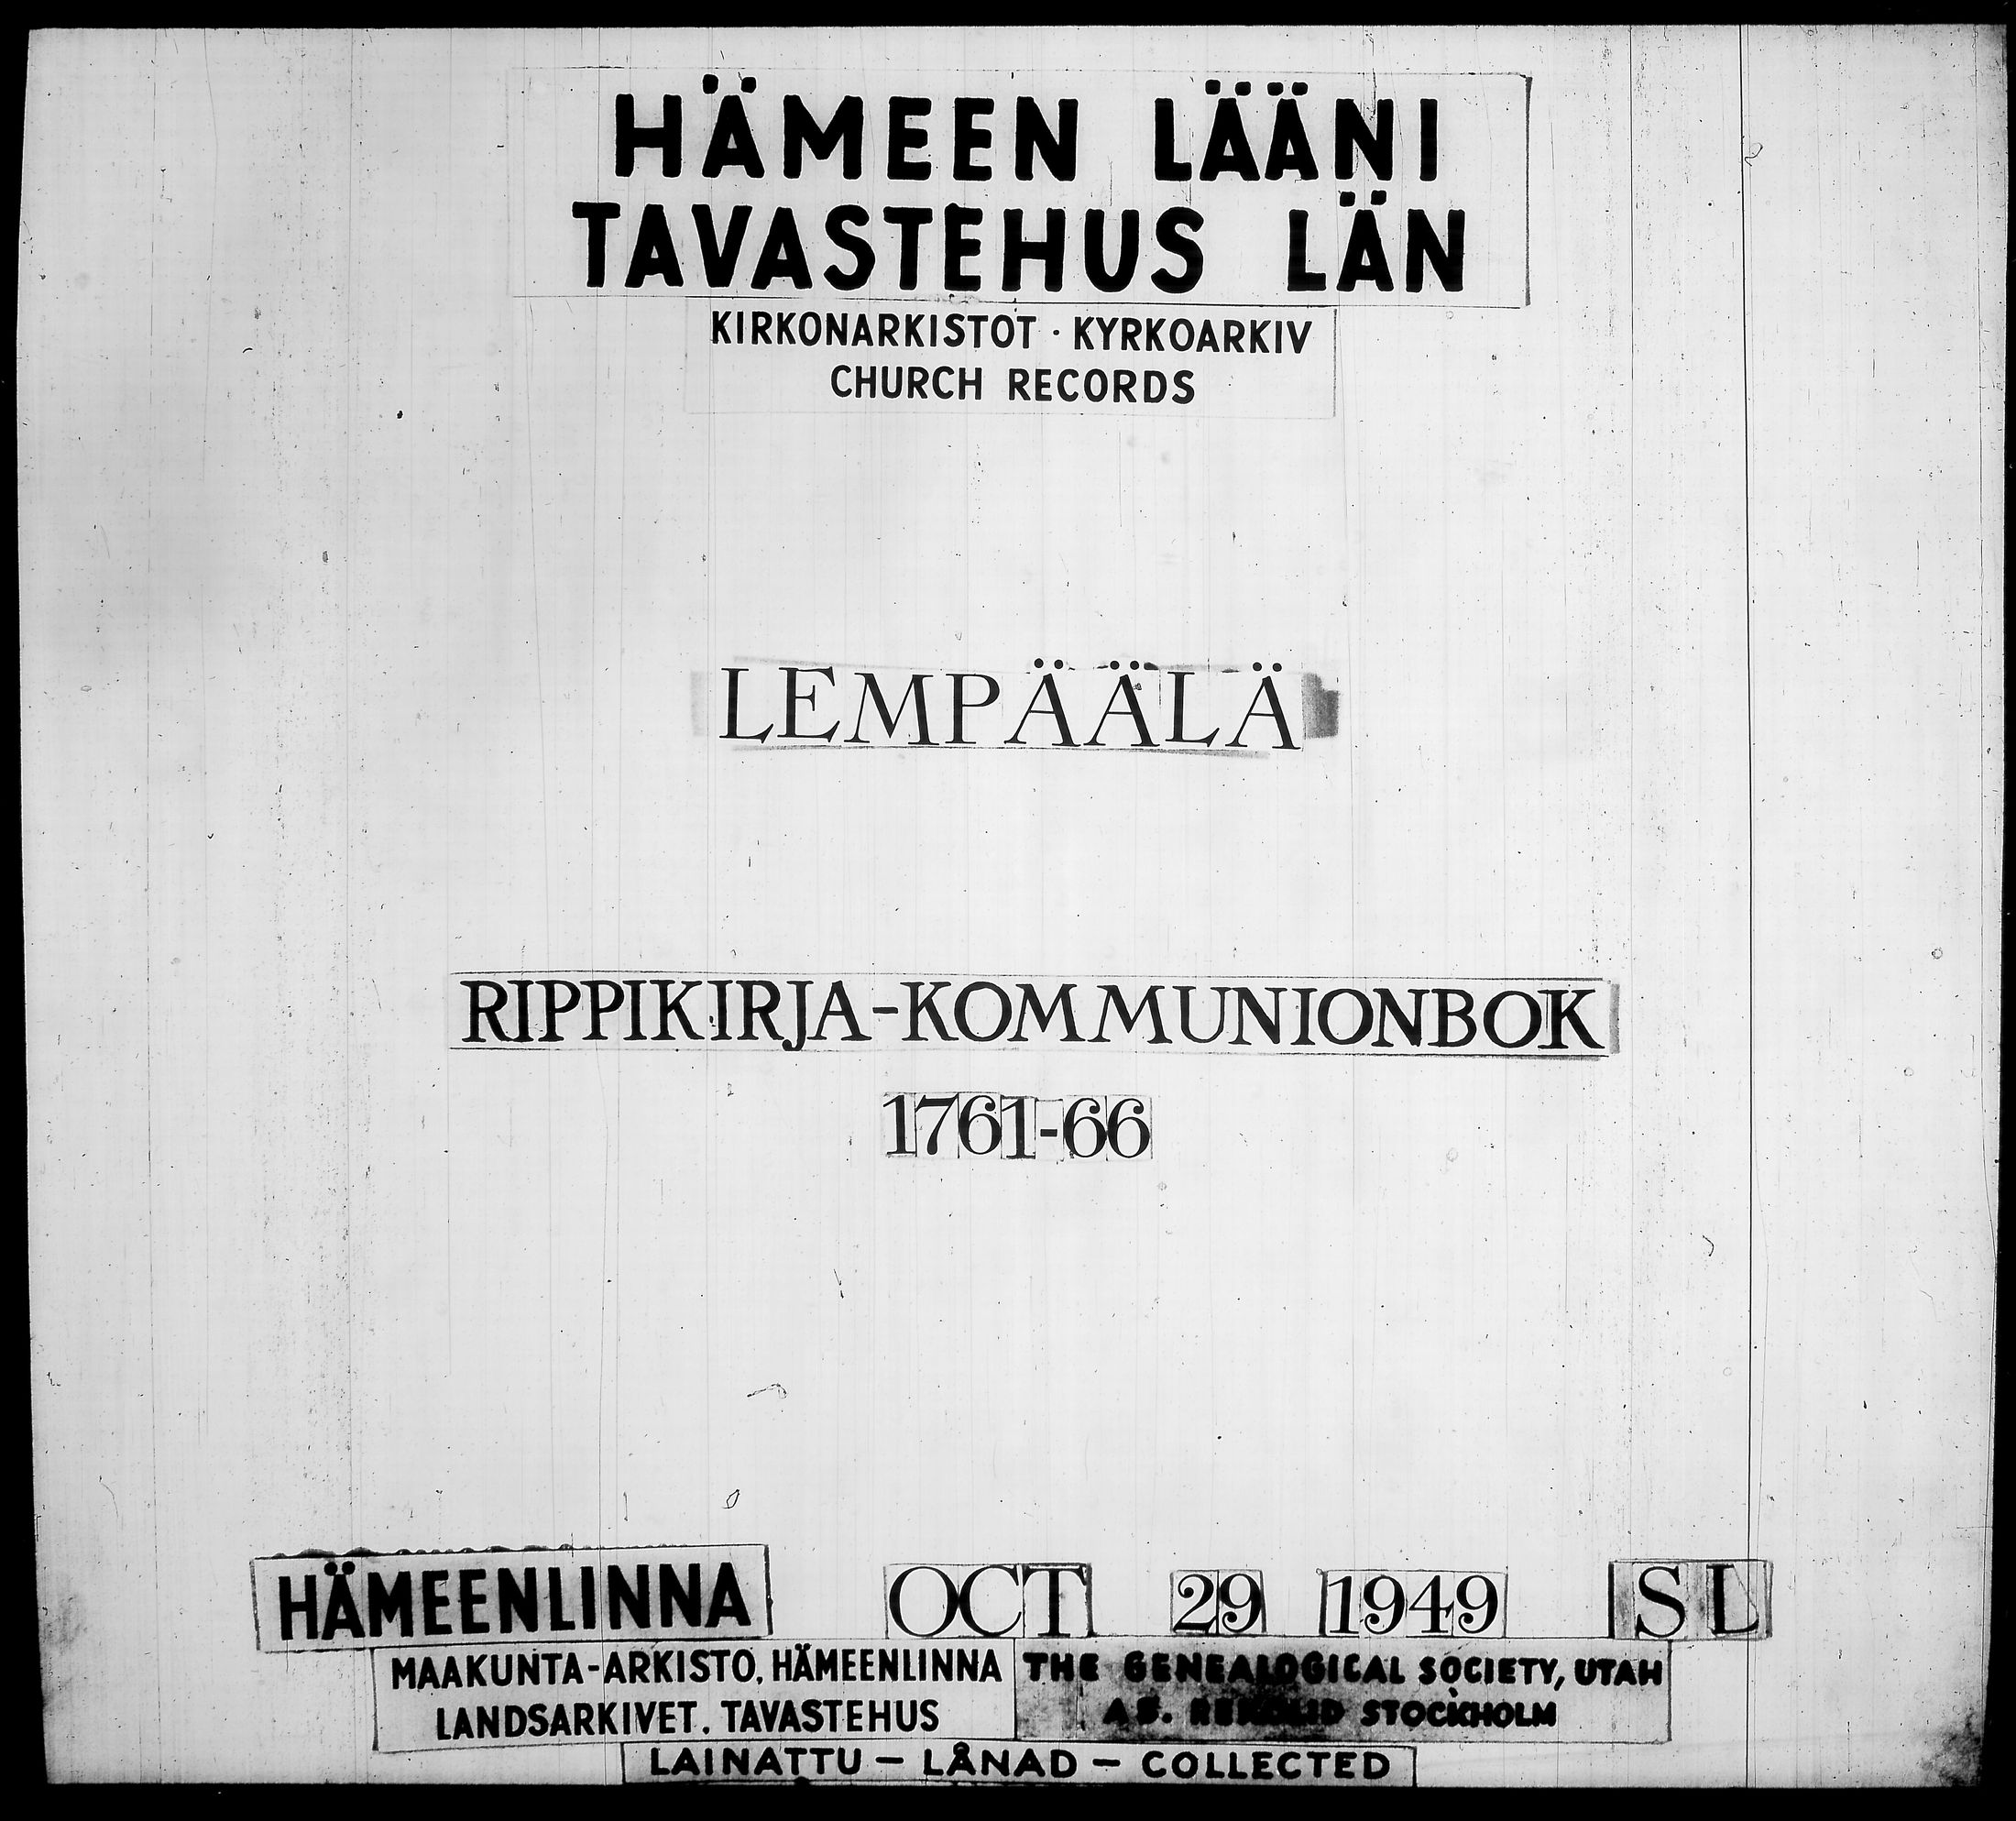 HÄMEEN LÄÄNI
TAVASTEHUS LÄN
KIRKONARKISTOT · KYRKOARKIV
CHURCH RECORDS
LEMPÄÄLÄ
RIPPIKIRJA-KOMMUNIONBOK
1761-66
HÄMEENLINNA OCT 29 1949 SL
MAAKUNTA-ARKISTO, HÄMEENLINNA
LANDSARKIVET. TAVASTEHUS
THE GENEALOGICAL SOCIETY, UTAH
AB. STOCKHOLM
LAINATTU - LÅNAD - COLLECTED